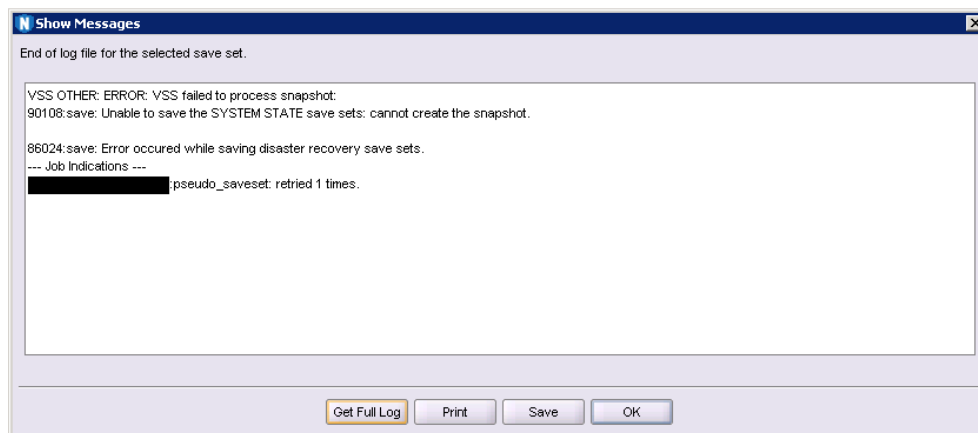 N Show Messages
End of log file for the selected save set.
VSS OTHER: ERROR: VSS failed to process snapshot:
90108:save: Unable to save the SYSTEM STATE save sets: cannot create the snapshot.
86024:save: Error occured while saving disaster recovery save sets.
--- Job Indications ---
:pseudo_saveset: retried 1 times.
Get Full Log Print Save OK